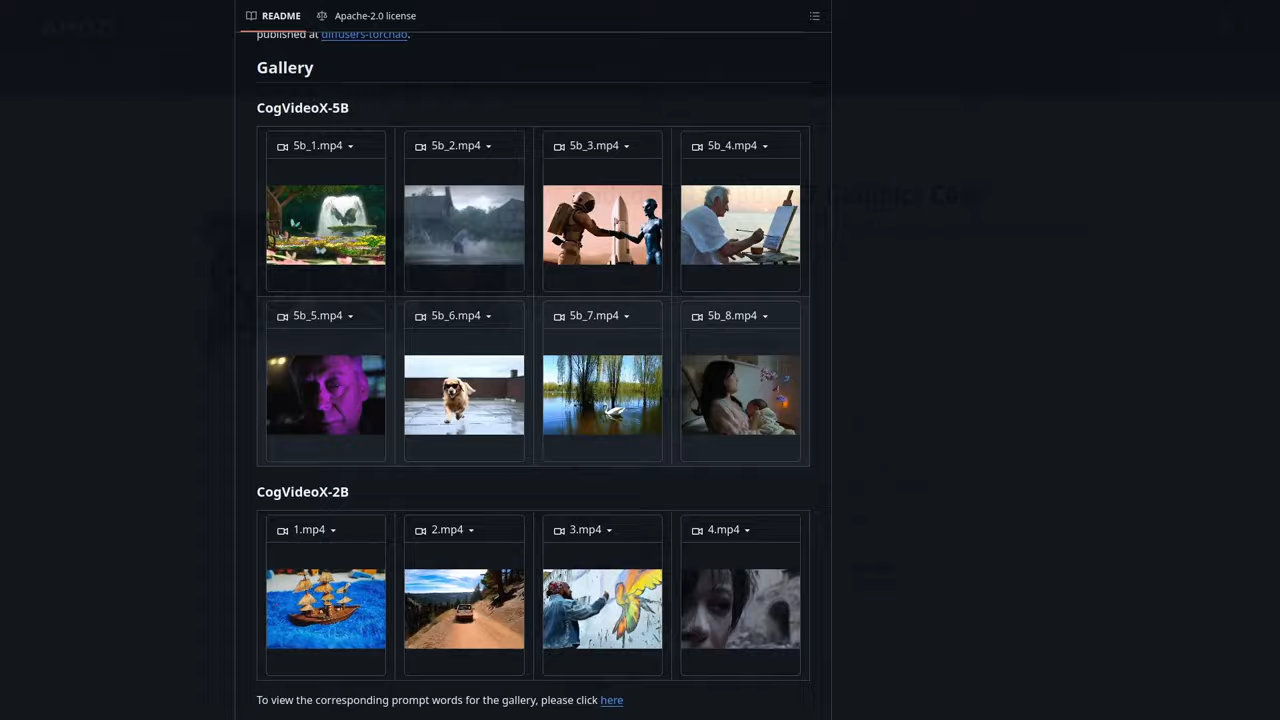 README
Apache-2.0 license
published at diffusers-torchao.
Gallery
CogVideoX-5B
5b_1.mp4
5b_2.mp4
5b_3.mp4
5b_4.mp4
5b_5.mp4
5b_6.mp4
5b_7.mp4
5b_8.mp4
CogVideoX-2B
1.mp4
2.mp4
3.mp4
4.mp4
To view the corresponding prompt words for the gallery, please click here